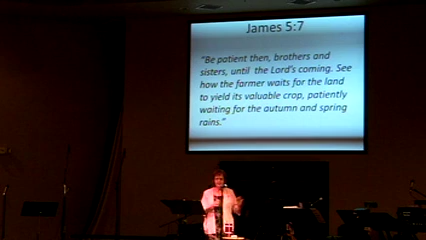 James 5:7
"Be patient then, brothers and
sisters, until the Lord's coming. See
how the farmer waits for the land
to yield its valuable crop, patiently
waiting for the autumn and spring
rains."